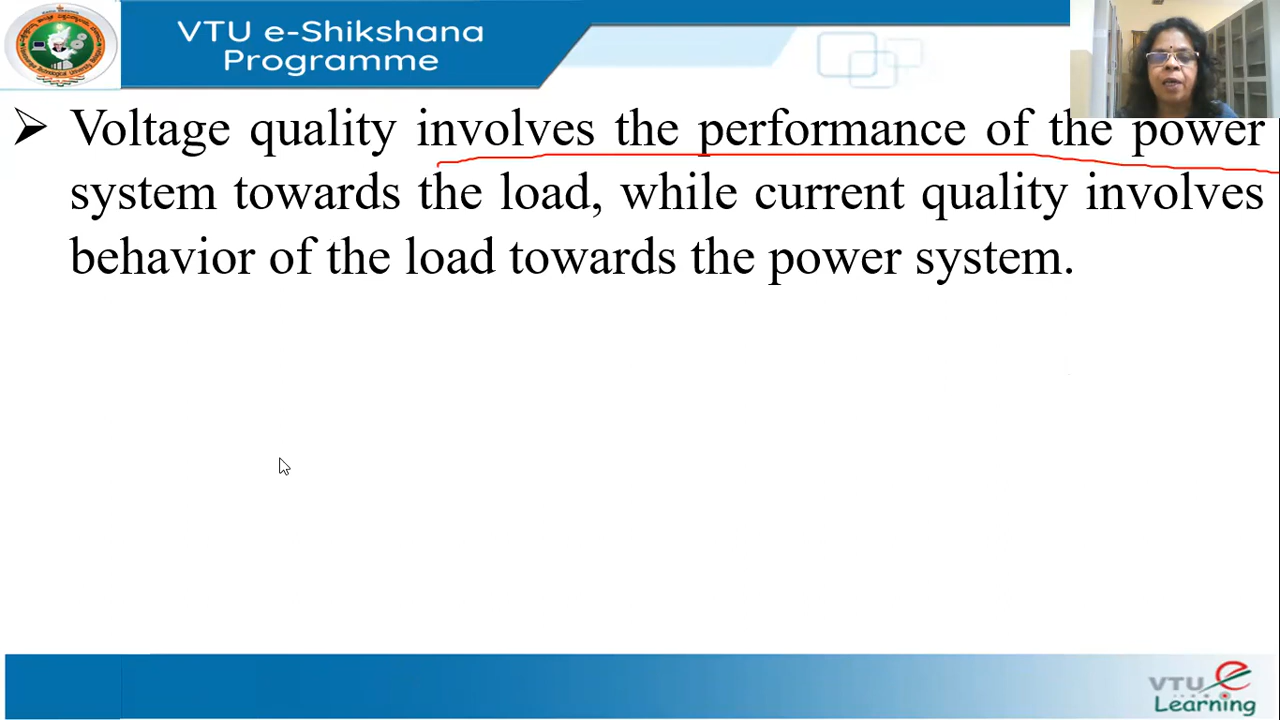 VTU e-Shikshana
Programme
➢ Voltage quality involves the performance of the power
system towards the load, while current quality involves
behavior of the load towards the power system.
VTU e
Learning